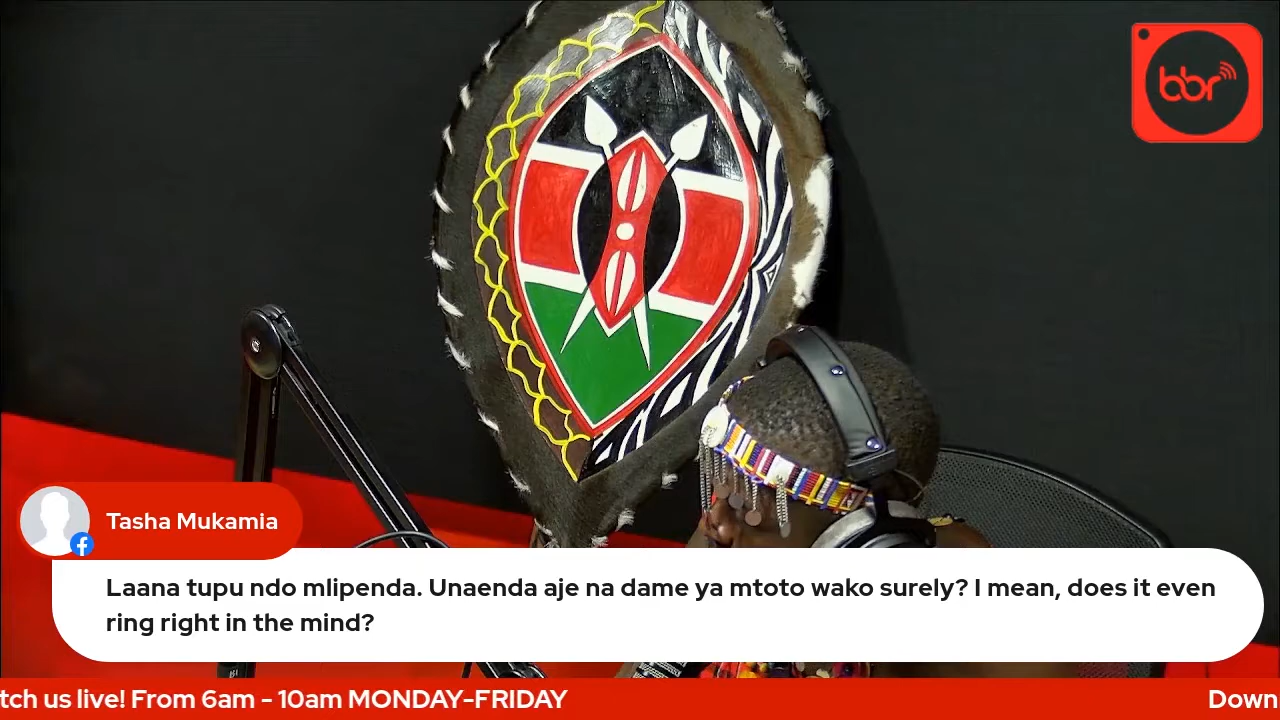 bbr
Tasha Mukamia
Laana tupu ndo mlipenda. Unaenda aje na dame ya mtoto wako surely? I mean, does it even
ring right in the mind?
tch us live! From 6am - 10am MONDAY-FRIDAY
Down